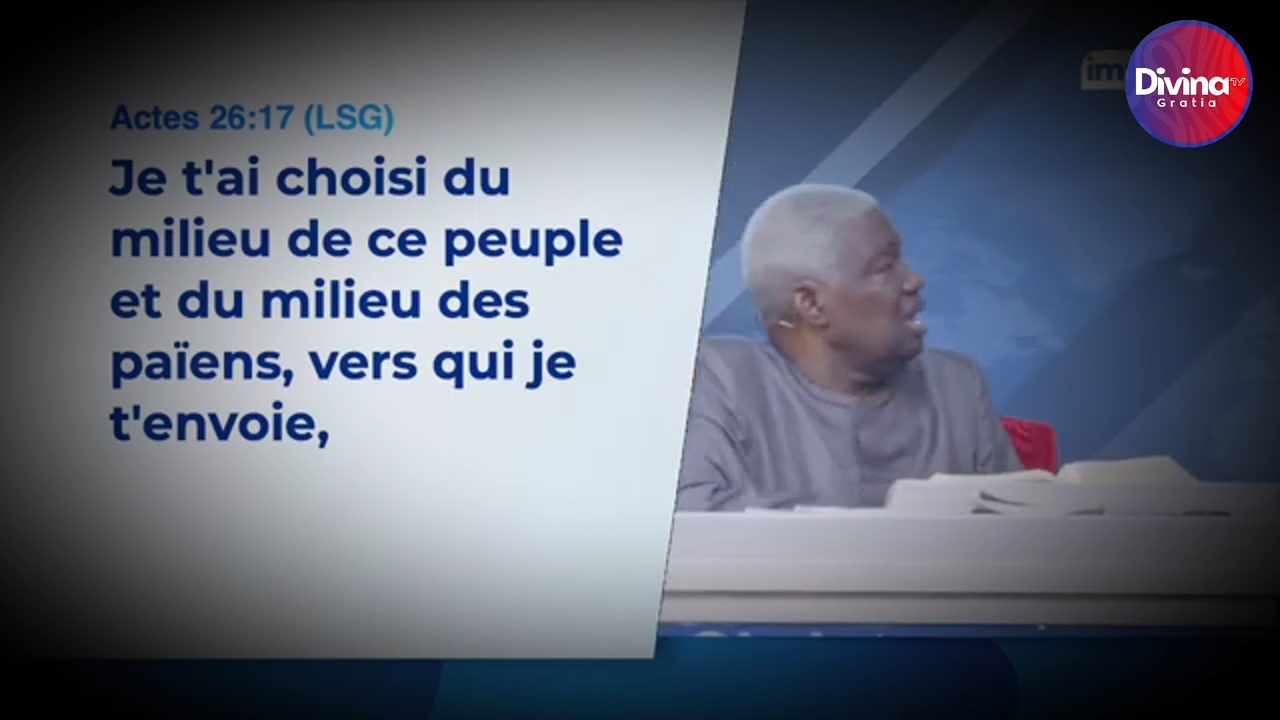 Actes 26:17 (LSG)
Je t'ai choisi du
milieu de ce peuple
et du milieu des
païens, vers qui je
t'envoie,
im
Divina TV
Gratia